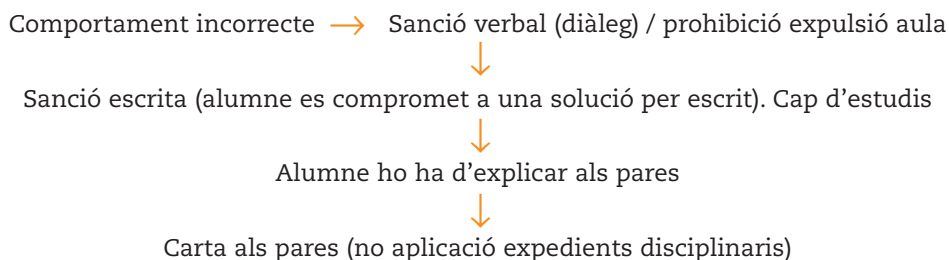 Comportament incorrecte → Sanció verbal (diàleg) / prohibició expulsió aula
Sanció escrita (alumne es compromet a una solució per escrit). Cap d’estudis
Alumne ho ha d’explicar als pares
Carta als pares (no aplicació expedients disciplinaris)